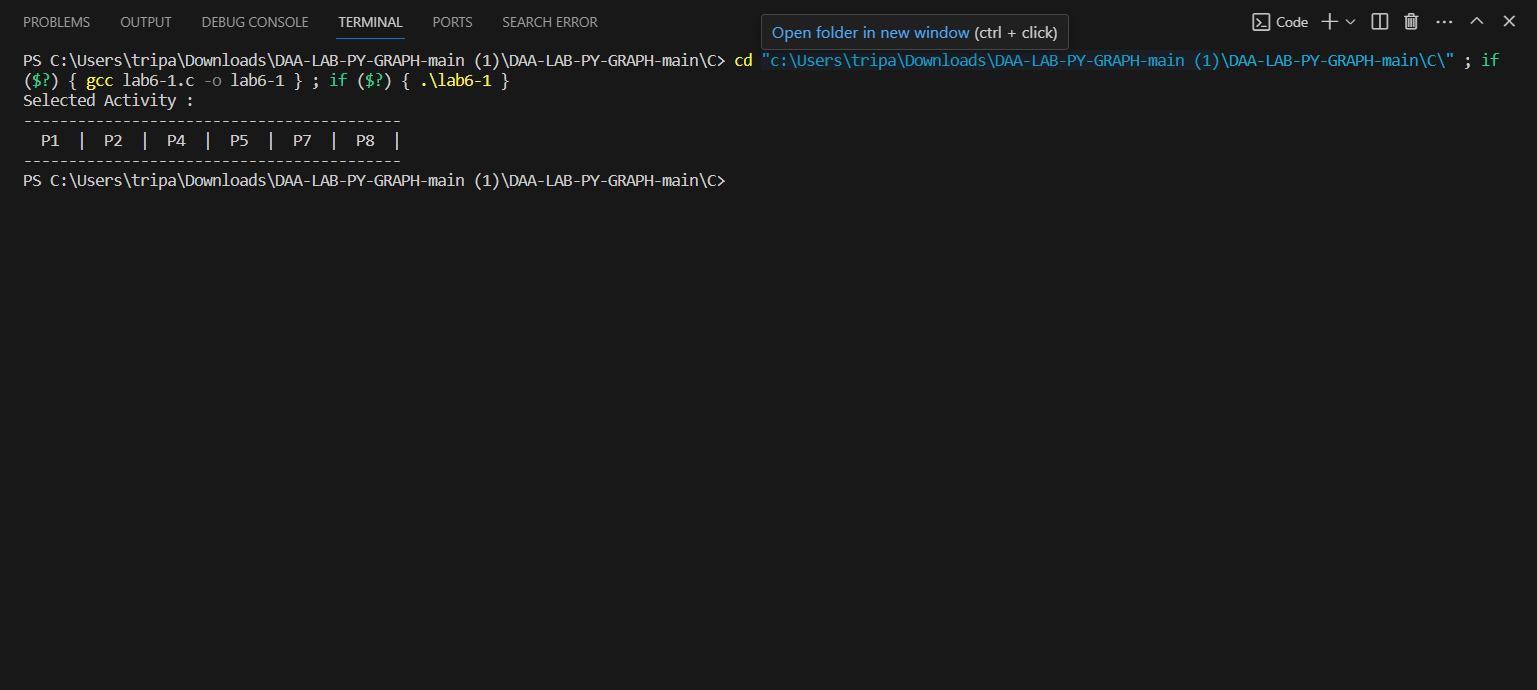 PROBLEMS OUTPUT DEBUG CONSOLE TERMINAL PORTS SEARCH ERROR Code
Open folder in new window (ctrl + click)
PS C:\Users\tripa\Downloads\DAA-LAB-PY-GRAPH-main (1)\DAA-LAB-PY-GRAPH-main\C> cd "c:\Users\tripa\Downloads\DAA-LAB-PY-GRAPH-main (1)\DAA-LAB-PY-GRAPH-main\C\" ; if
($?) { gcc lab6-1.c -o lab6-1 } ; if ($?) { .\lab6-1 }
Selected Activity :
------------------------------------------
P1 | P2 | P4 | P5 | P7 | P8 |
------------------------------------------
PS C:\Users\tripa\Downloads\DAA-LAB-PY-GRAPH-main (1)\DAA-LAB-PY-GRAPH-main\C>